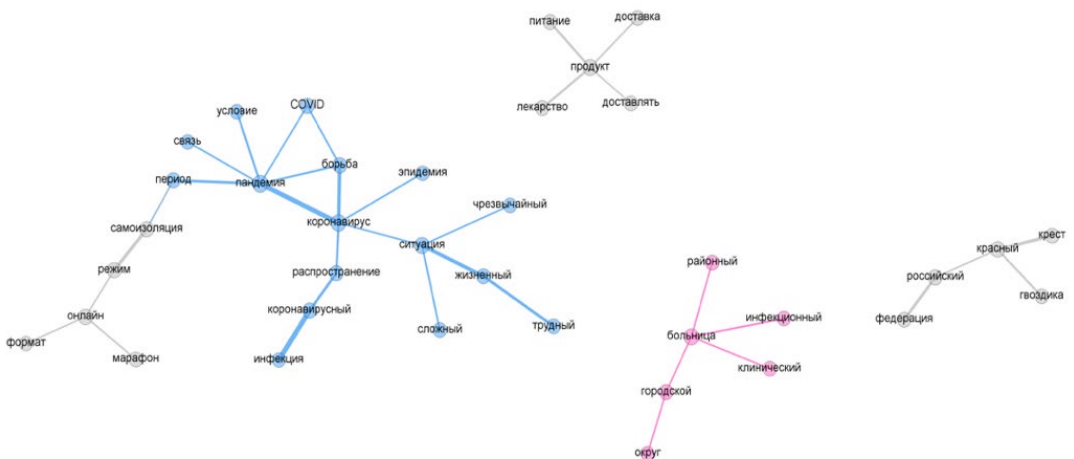 питание
доставка
продукт
лекарство
доставлять
COVID
условие
связь
борьба
период
пандемия
эпидемия
чрезвычайный
коронавирус
самоизоляция
ситуация
режим
распространение
жизненный
коронавирусный
онлайн
сложный
трудный
формат
марафон
инфекция
районный
инфекционный
больница
клинический
городской
округ
крест
красный
российский
гвоздика
федерация